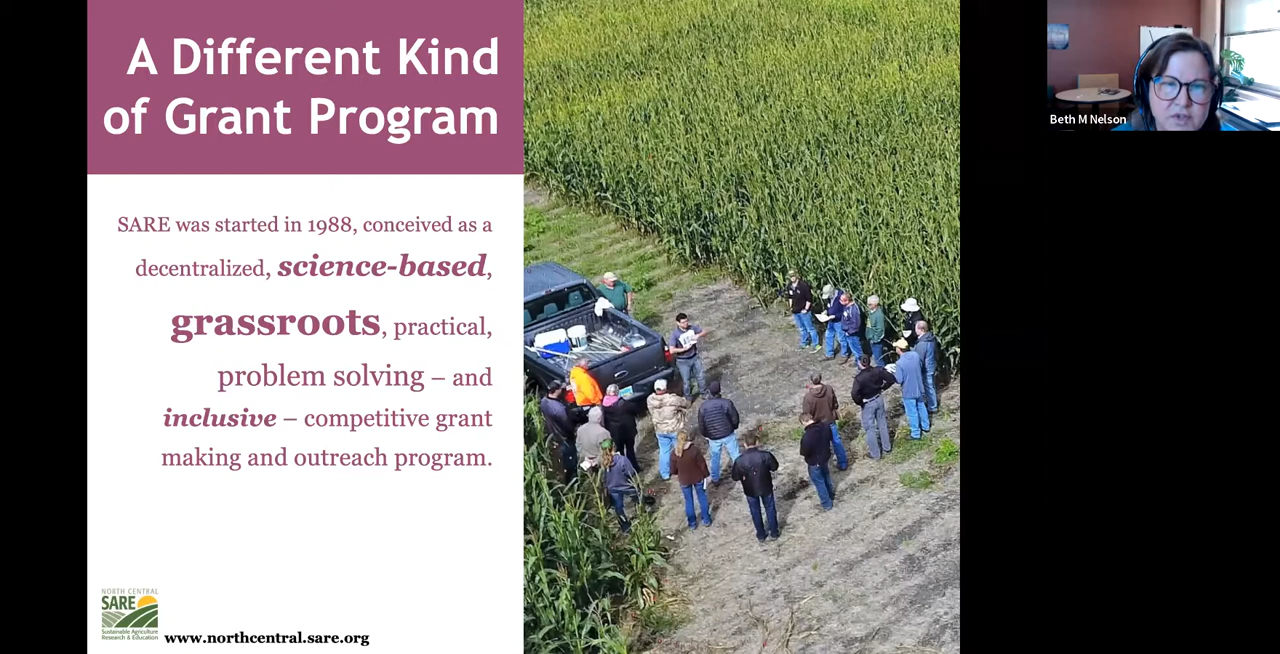 A Different Kind
of Grant Program
SARE was started in 1988, conceived as a
decentralized, science-based,
grassroots, practical,
problem solving – and
inclusive – competitive grant
making and outreach program.
NORTH CENTRAL
SARE
Sustainable Agriculture
Research & Education
www.northcentral.sare.org
Beth M Nelson